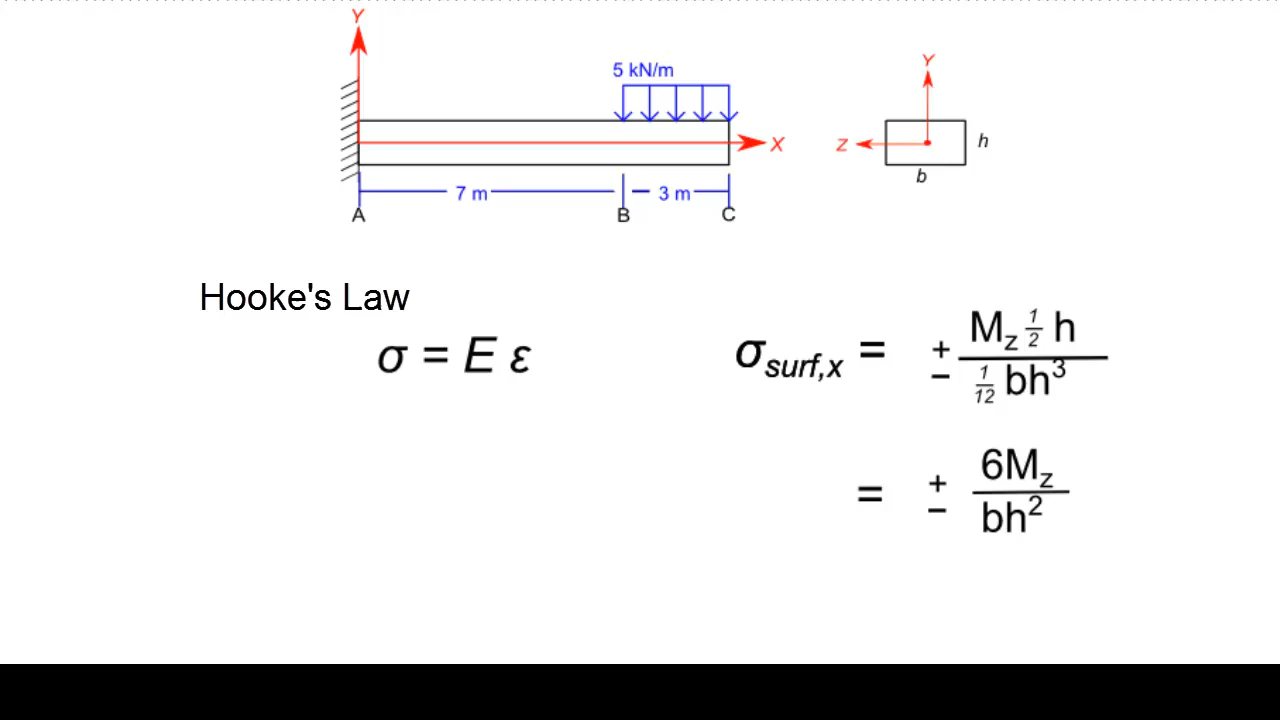 Y
5 kN/m
X
7 m
3 m
A
B
C
Y
Z
h
b
Hooke's Law
σ = E ε
σsurf,x = ± Mz ½ h / 1/12 bh³
= ± 6Mz / bh²